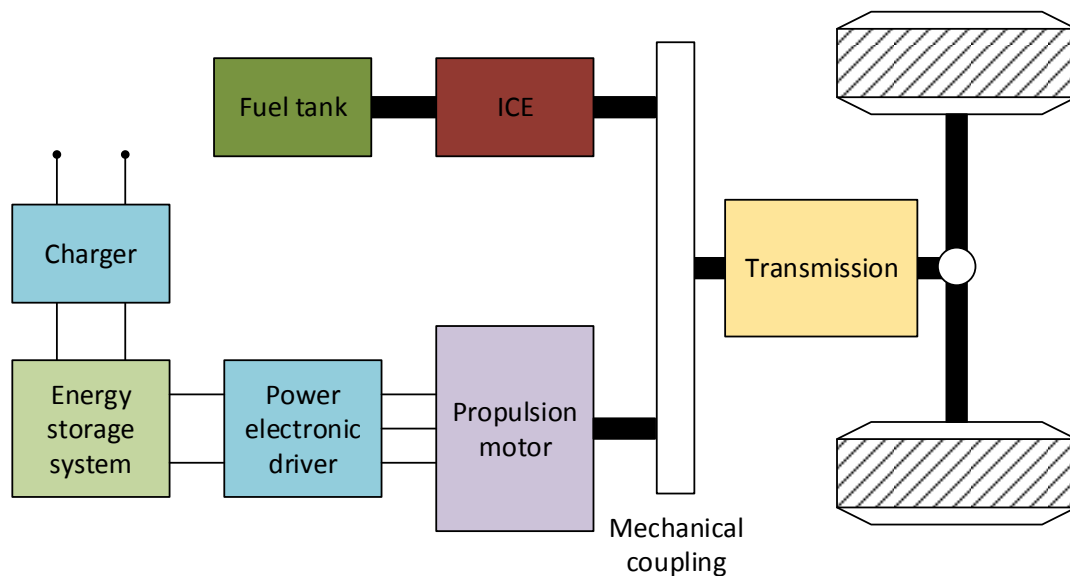 Fuel tank
ICE
Charger
Transmission
Energy
storage
system
Power
electronic
driver
Propulsion
motor
Mechanical
coupling